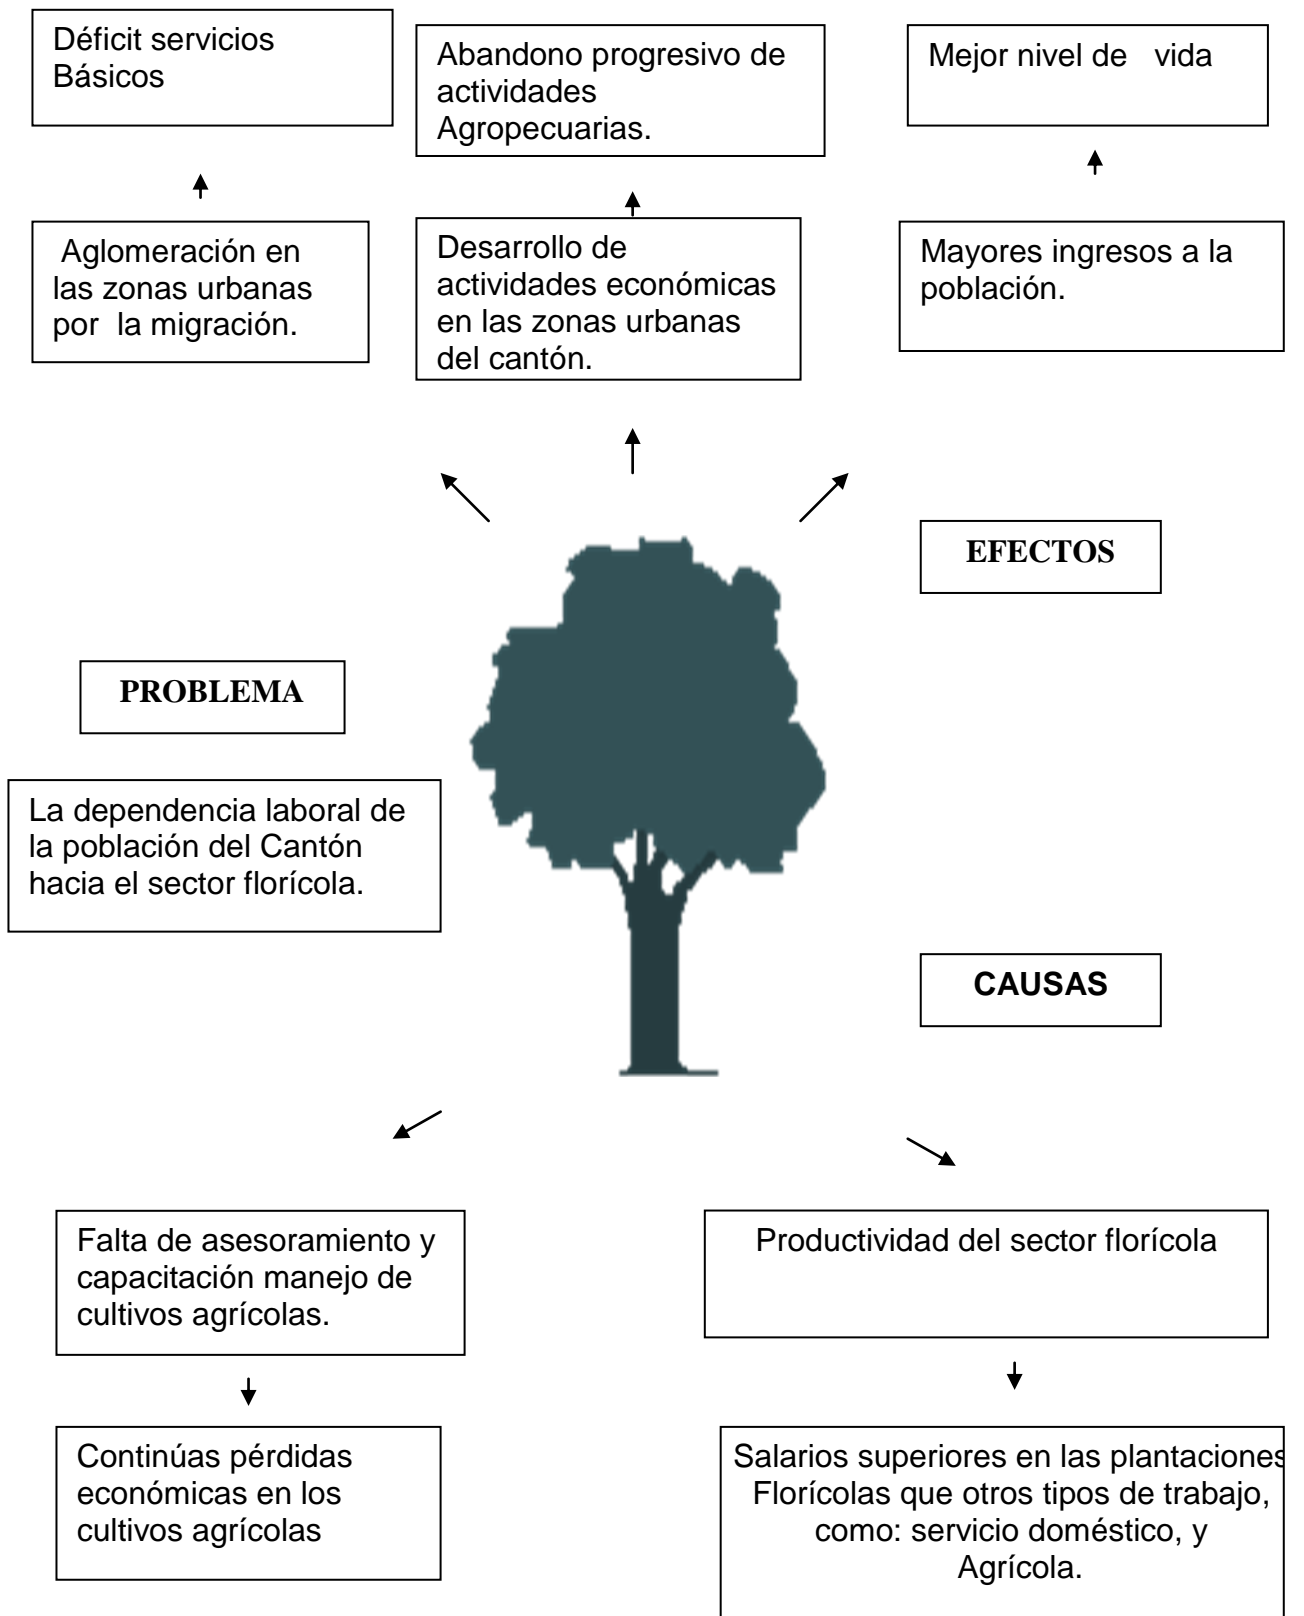 Déficit servicios
Básicos
Abandono progresivo de
actividades
Agropecuarias.
Mejor nivel de   vida
Aglomeración en
las zonas urbanas
por  la migración.
Desarrollo de
actividades económicas
en las zonas urbanas
del cantón.
Mayores ingresos a la
población.
EFECTOS
PROBLEMA
La dependencia laboral de
la población del Cantón
hacia el sector florícola.
CAUSAS
Falta de asesoramiento y
capacitación manejo de
cultivos agrícolas.
Productividad del sector florícola
Continúas pérdidas
económicas en los
cultivos agrícolas
Salarios superiores en las plantaciones
Florícolas que otros tipos de trabajo,
como: servicio doméstico, y
Agrícola.